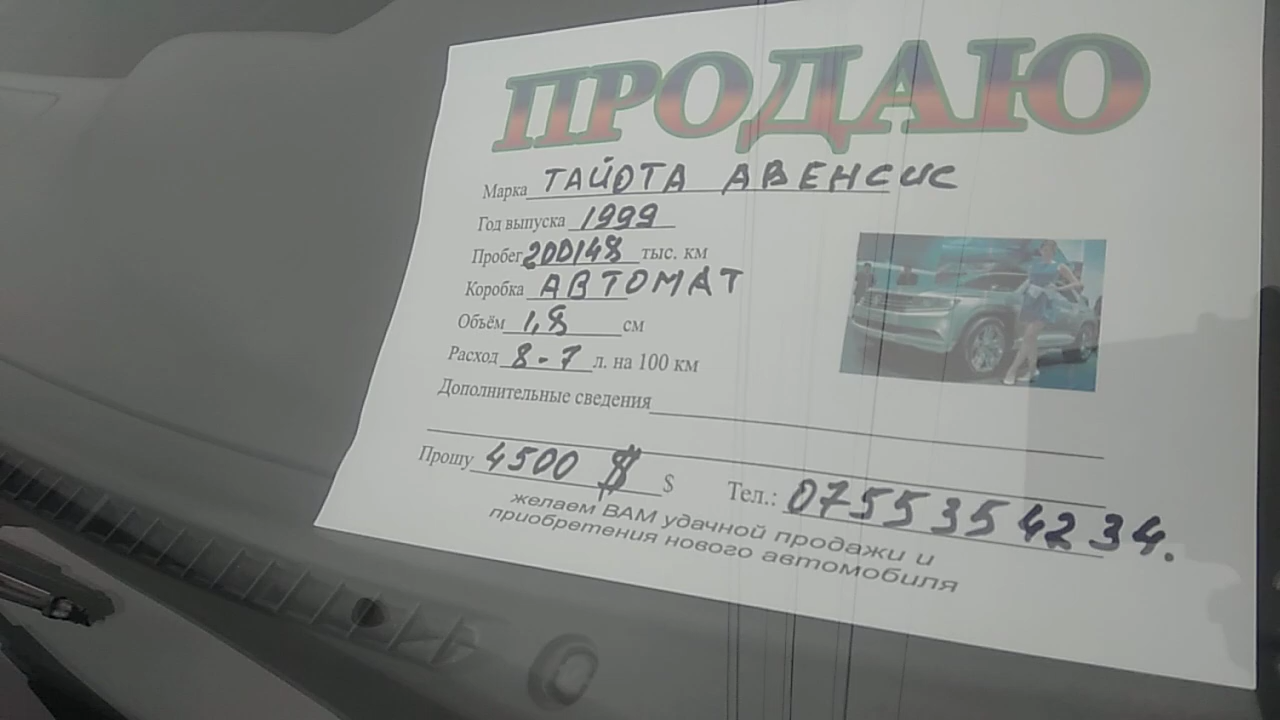 ПРОДАЮ
Марка ТАЙОТА АВЕНСИС
Год выпуска 1999
Пробег 200148 тыс. км
Коробка АВТОМАТ
Объём 1,8 см
Расход 8-7 л. на 100 км
Дополнительные сведения
Прошу 4500 $ $ Тел.: 0755354234.
желаем ВАМ удачной продажи и
приобретения нового автомобиля